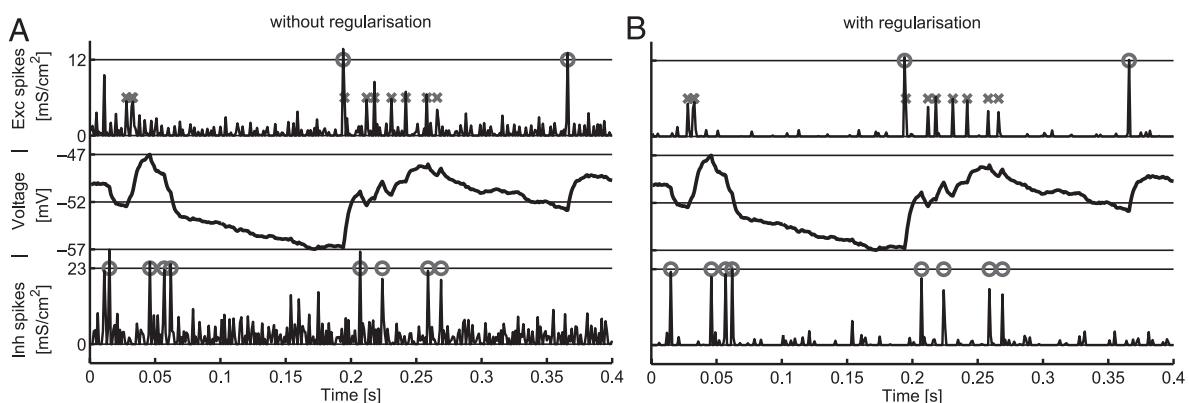 A
without regularisation
B
with regularisation
Exc spikes
[mS/cm²]
12
0
Voltage
[mV]
−47
−52
−57
Inh spikes
[mS/cm²]
23
0
0 0.05 0.1 0.15 0.2 0.25 0.3 0.35 0.4
Time [s]
0 0.05 0.1 0.15 0.2 0.25 0.3 0.35 0.4
Time [s]